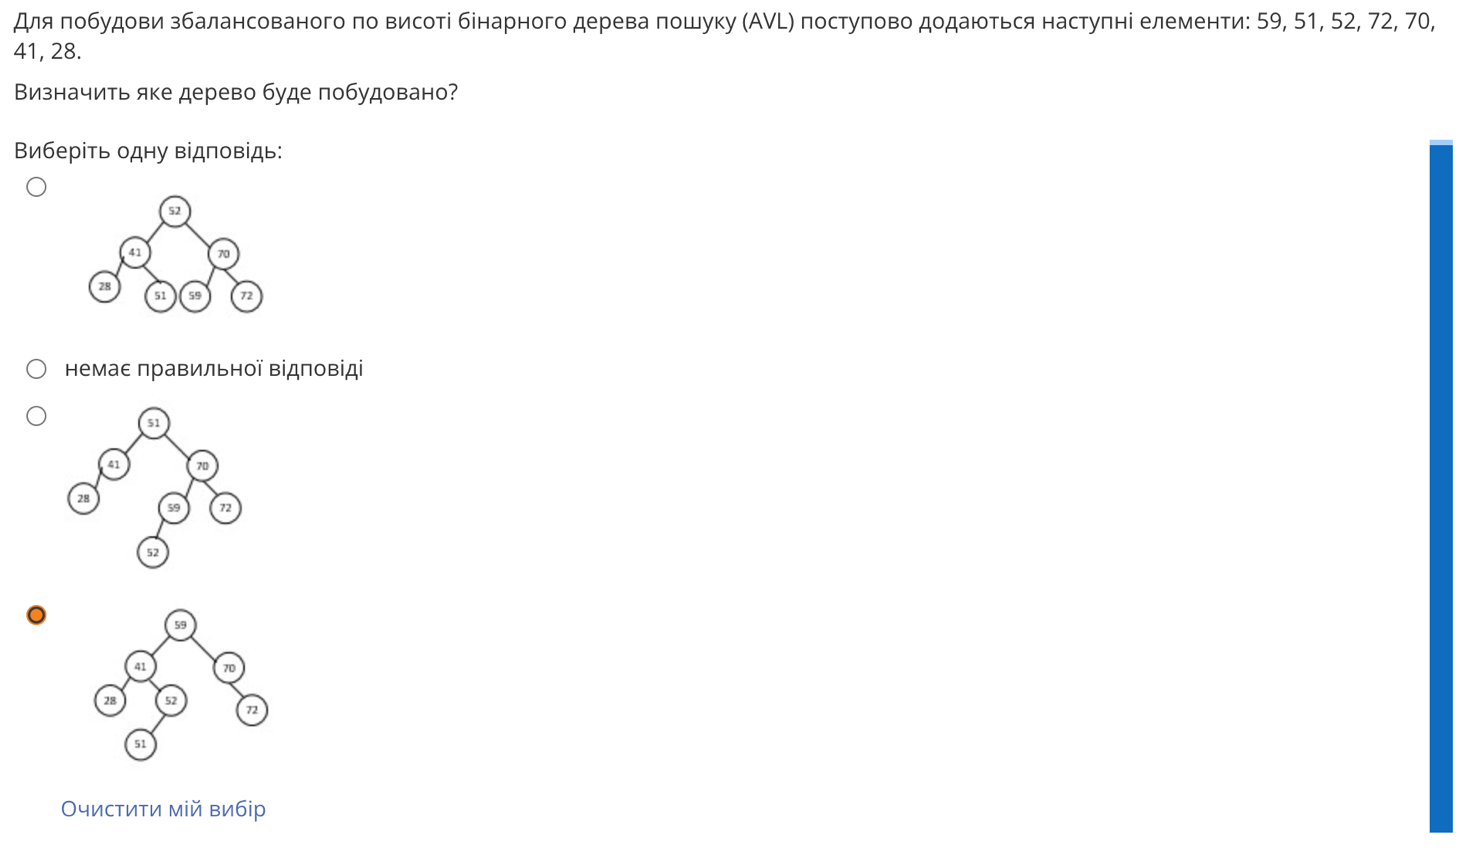 Для побудови збалансованого по висоті бінарного дерева пошуку (AVL) поступово додаються наступні елементи: 59, 51, 52, 72, 70,
41, 28.
Визначить яке дерево буде побудовано?
Виберіть одну відповідь:
52
41 70
28 51 59 72
немає правильної відповіді
51
41 70
28 59 72
52
59
41 70
28 52 72
51
Очистити мій вибір